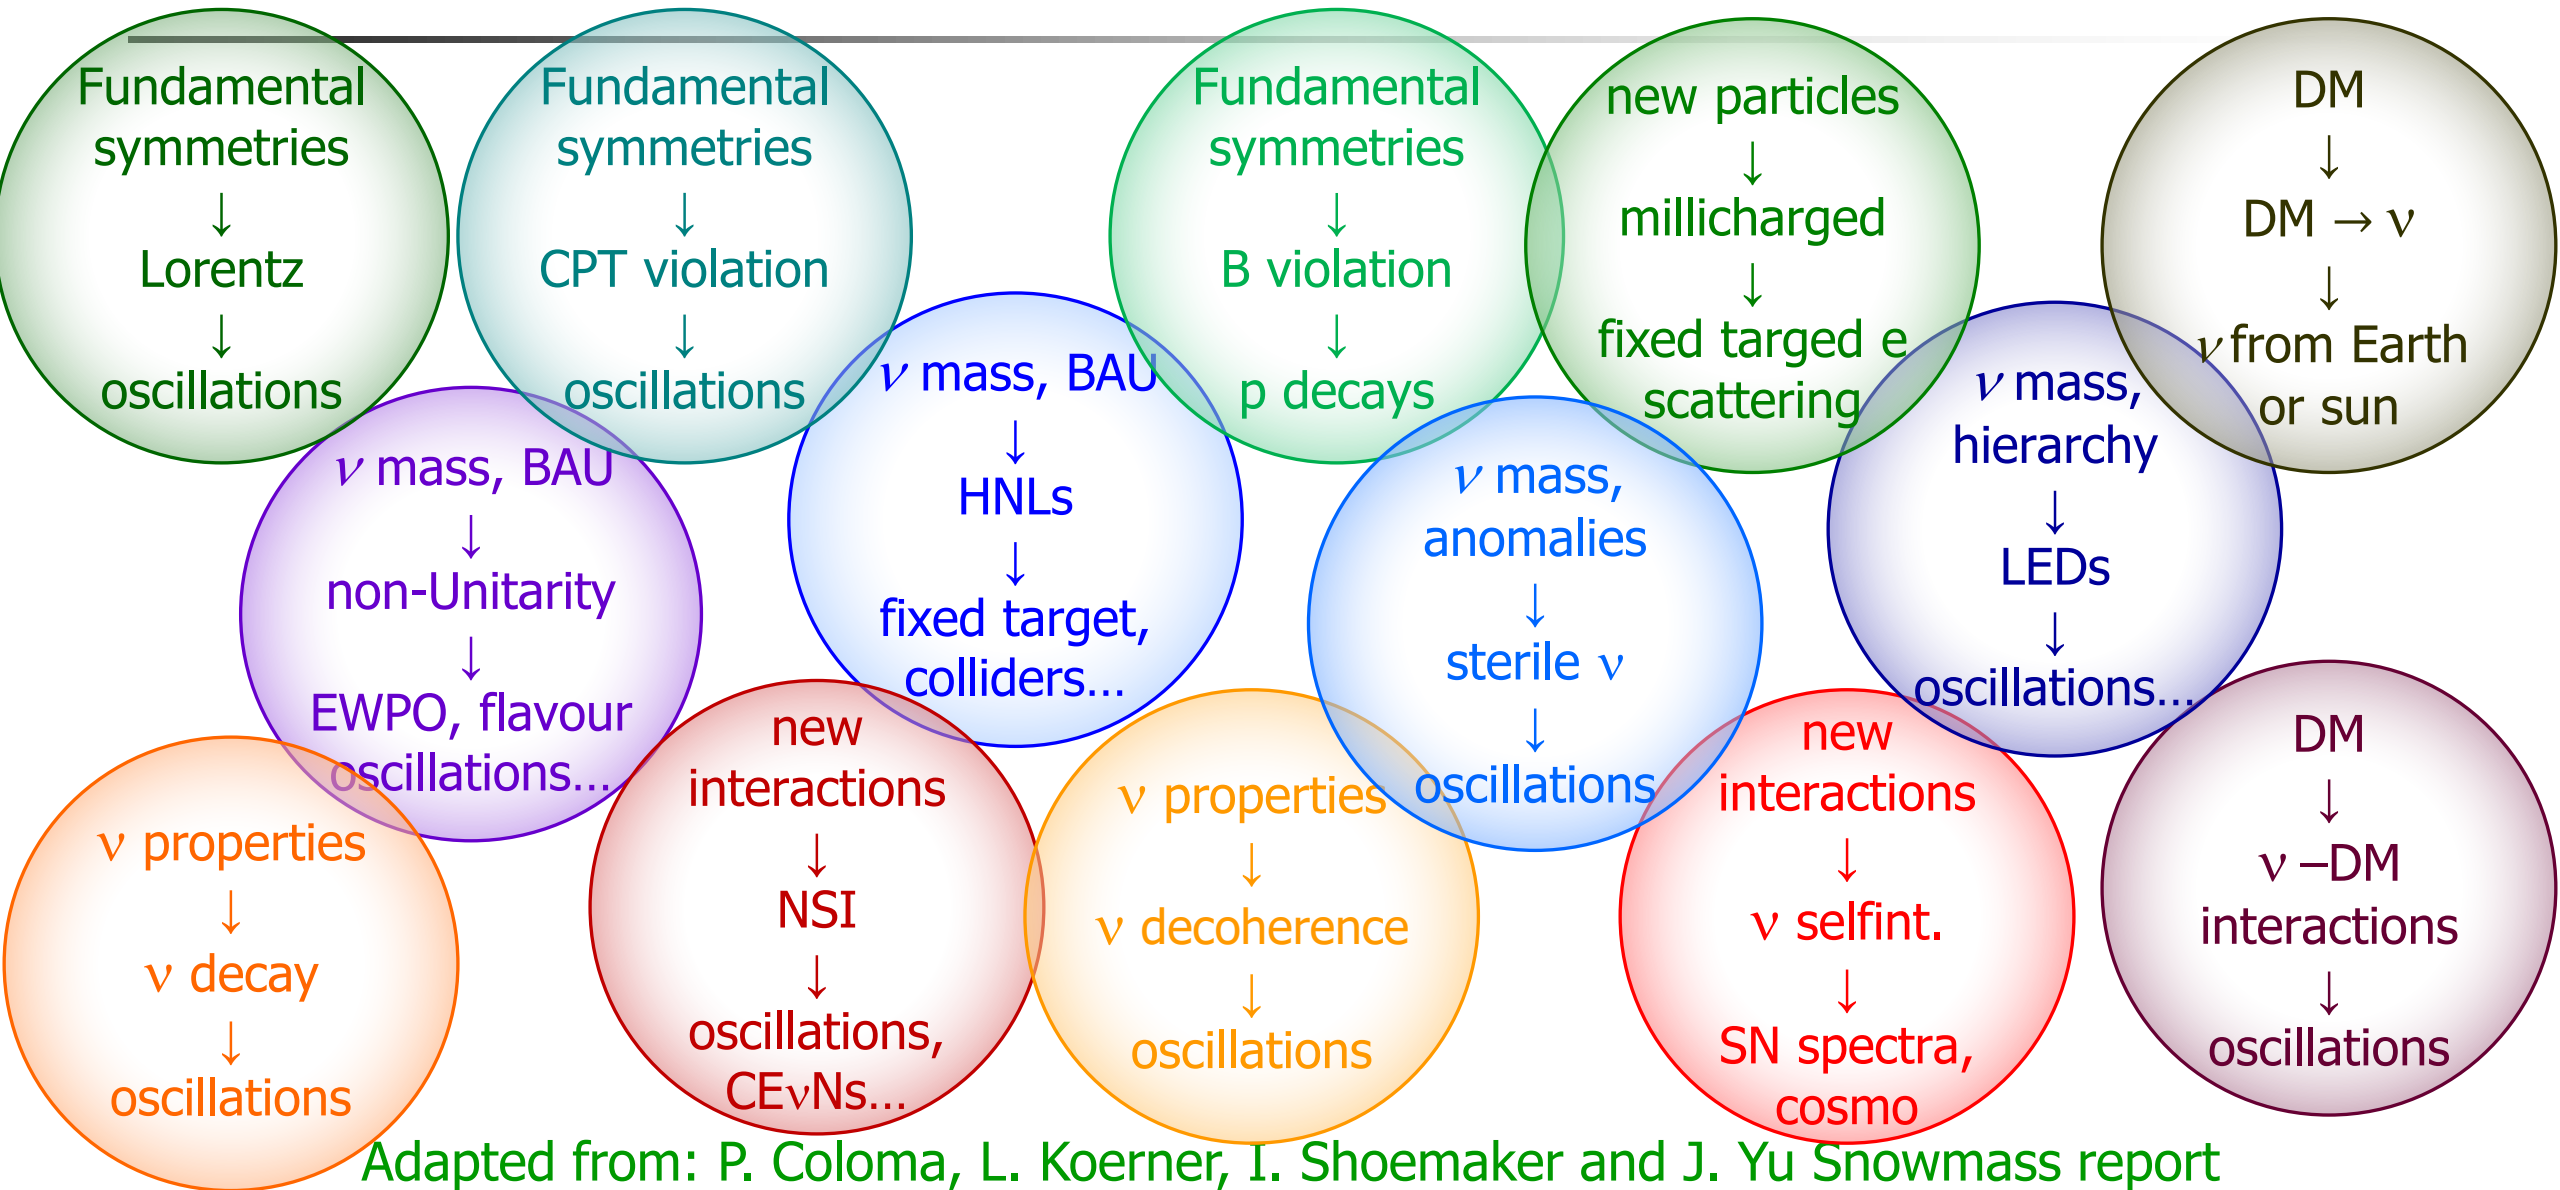 Fundamental
symmetries
↓
Lorentz
↓
oscillations
Fundamental
symmetries
↓
CPT violation
↓
oscillations
Fundamental
symmetries
↓
B violation
↓
p decays
new particles
↓
millicharged
↓
fixed targed e
scattering
DM
↓
DM → ν
↓
ν from Earth
or sun
ν mass, BAU
↓
non-Unitarity
↓
EWPO, flavour
oscillations...
ν mass, BAU
↓
HNLs
↓
fixed target,
colliders...
ν mass,
anomalies
↓
sterile ν
↓
oscillations
ν mass,
hierarchy
↓
LEDs
↓
oscillations...
ν properties
↓
ν decay
↓
oscillations
new
interactions
↓
NSI
↓
oscillations,
CEνNs...
ν properties
↓
ν decoherence
↓
oscillations
new
interactions
↓
ν selfint.
↓
SN spectra,
cosmo
DM
↓
ν –DM
interactions
↓
oscillations
Adapted from: P. Coloma, L. Koerner, I. Shoemaker and J. Yu Snowmass report